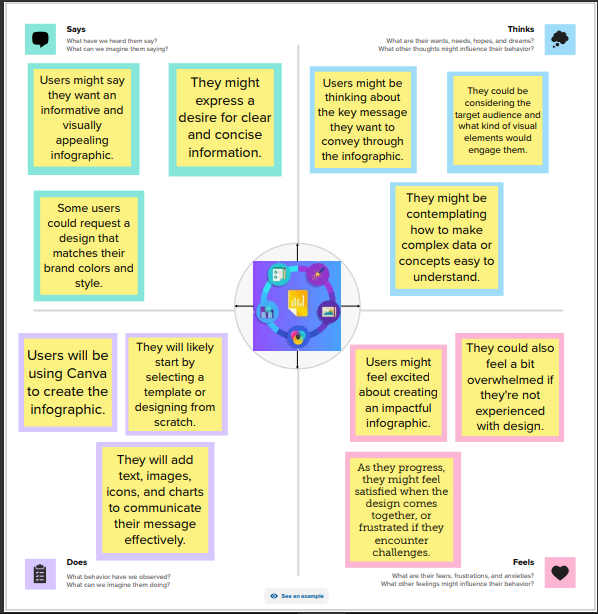 Says
What have we heard them say?
What can we imagine them saying?
Thinks
What are their wants, needs, hopes, and dreams?
What other thoughts might influence their behavior?
Users might say
they want an
informative and
visually
appealing
infographic.
They might
express a
desire for clear
and concise
information.
Some users
could request a
design that
matches their
brand colors and
style.
Users might be
thinking about
the key message
they want to
convey through
the infographic.
They could be
considering the
target audience and
what kind of visual
elements would
engage them.
They might be
contemplating
how to make
complex data or
concepts easy to
understand.
Users will be
using Canva
to create the
infographic.
They will likely
start by
selecting a
template or
designing from
scratch.
They will add
text, images,
icons, and charts
to communicate
their message
effectively.
Users might
feel excited
about creating
an impactful
infographic.
They could also
feel a bit
overwhelmed if
they're not
experienced
with design.
As they progress,
they might feel
satisfied when the
design comes
together, or
frustrated if they
encounter
challenges.
Does
What behavior have we observed?
What can we imagine them doing?
Feels
What are their fears, frustrations, and anxieties?
What other feelings might influence their behavior?
See an example